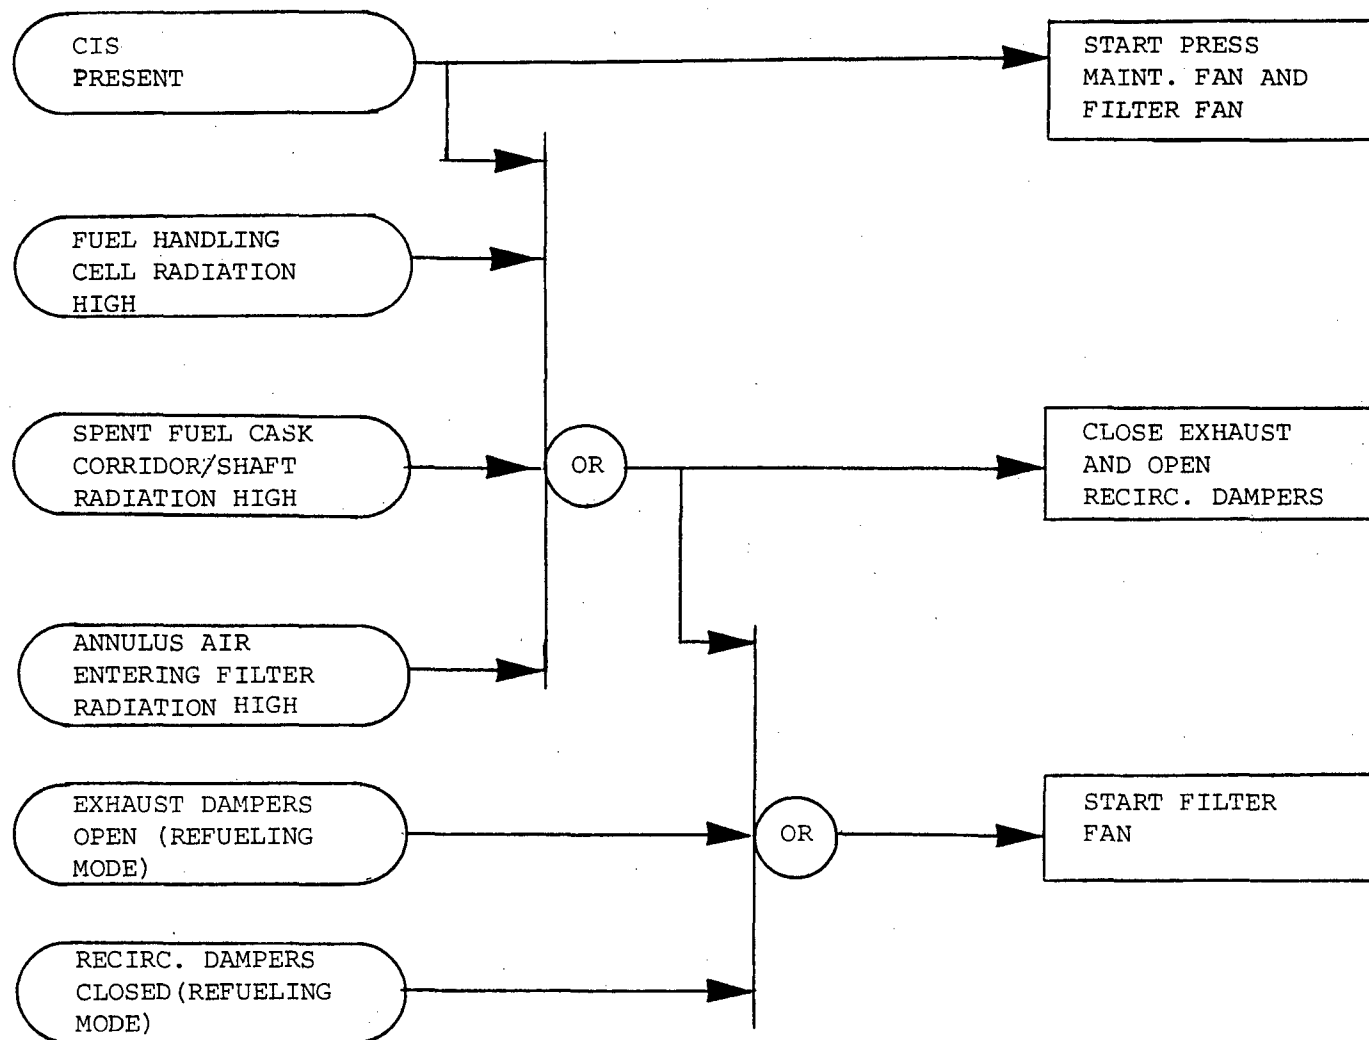 CIS
PRESENT
START PRESS
MAINT. FAN AND
FILTER FAN
FUEL HANDLING
CELL RADIATION
HIGH
SPENT FUEL CASK
CORRIDOR/SHAFT
RADIATION HIGH
OR
CLOSE EXHAUST
AND OPEN
RECIRC. DAMPERS
ANNULUS AIR
ENTERING FILTER
RADIATION HIGH
EXHAUST DAMPERS
OPEN (REFUELING
MODE)
OR
START FILTER
FAN
RECIRC. DAMPERS
CLOSED (REFUELING
MODE)